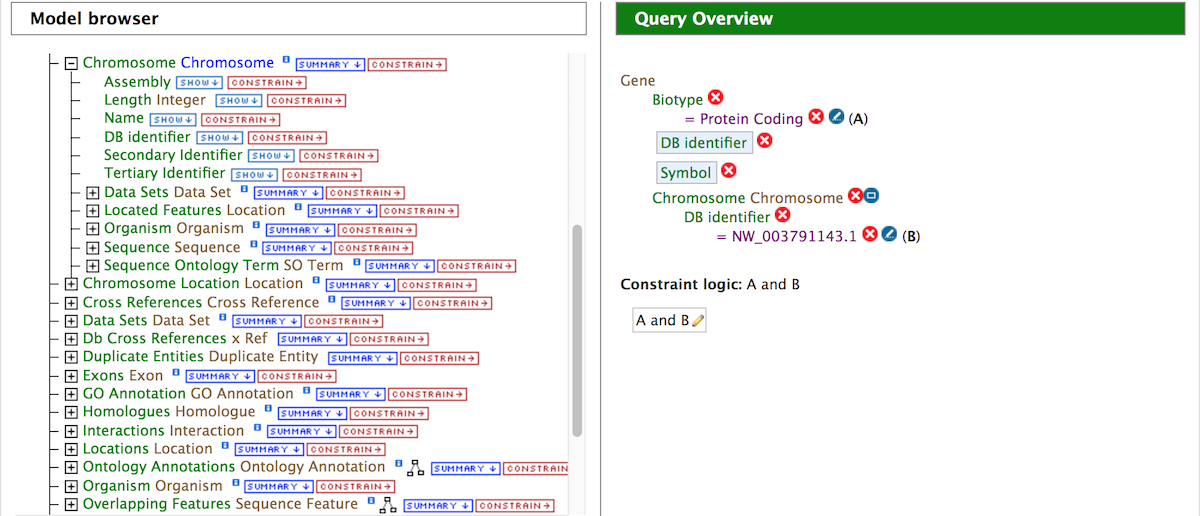 Model browser
Chromosome Chromosome SUMMARY CONSTRAIN
Assembly SHOW CONSTRAIN
Length Integer SHOW CONSTRAIN
Name SHOW CONSTRAIN
DB identifier SHOW CONSTRAIN
Secondary Identifier SHOW CONSTRAIN
Tertiary Identifier SHOW CONSTRAIN
Data Sets Data Set SUMMARY CONSTRAIN
Located Features Location SUMMARY CONSTRAIN
Organism Organism SUMMARY CONSTRAIN
Sequence Sequence SUMMARY CONSTRAIN
Sequence Ontology Term SO Term SUMMARY CONSTRAIN
Chromosome Location Location SUMMARY CONSTRAIN
Cross References Cross Reference SUMMARY CONSTRAIN
Data Sets Data Set SUMMARY CONSTRAIN
Db Cross References x Ref SUMMARY CONSTRAIN
Duplicate Entities Duplicate Entity SUMMARY CONSTRAIN
Exons Exon SUMMARY CONSTRAIN
GO Annotation GO Annotation SUMMARY CONSTRAIN
Homologues Homologue SUMMARY CONSTRAIN
Interactions Interaction SUMMARY CONSTRAIN
Locations Location SUMMARY CONSTRAIN
Ontology Annotations Ontology Annotation SUMMARY CONSTRAIN
Organism Organism SUMMARY CONSTRAIN
Overlapping Features Sequence Feature SUMMARY CONSTRAIN
Query Overview
Gene
Biotype
= Protein Coding (A)
DB identifier
Symbol
Chromosome Chromosome
DB identifier
= NW_003791143.1 (B)
Constraint logic: A and B
A and B